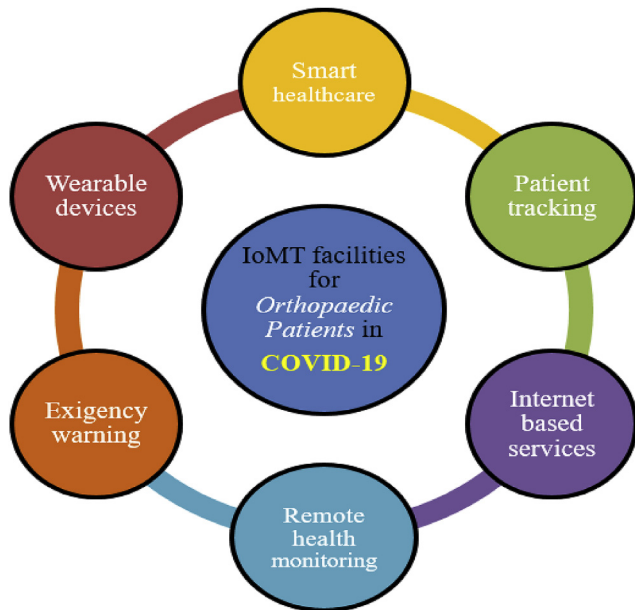 Smart
healthcare
Patient
tracking
Internet
based
services
Remote
health
monitoring
Exigency
warning
Wearable
devices
IoMT facilities
for
Orthopaedic
Patients in
COVID-19